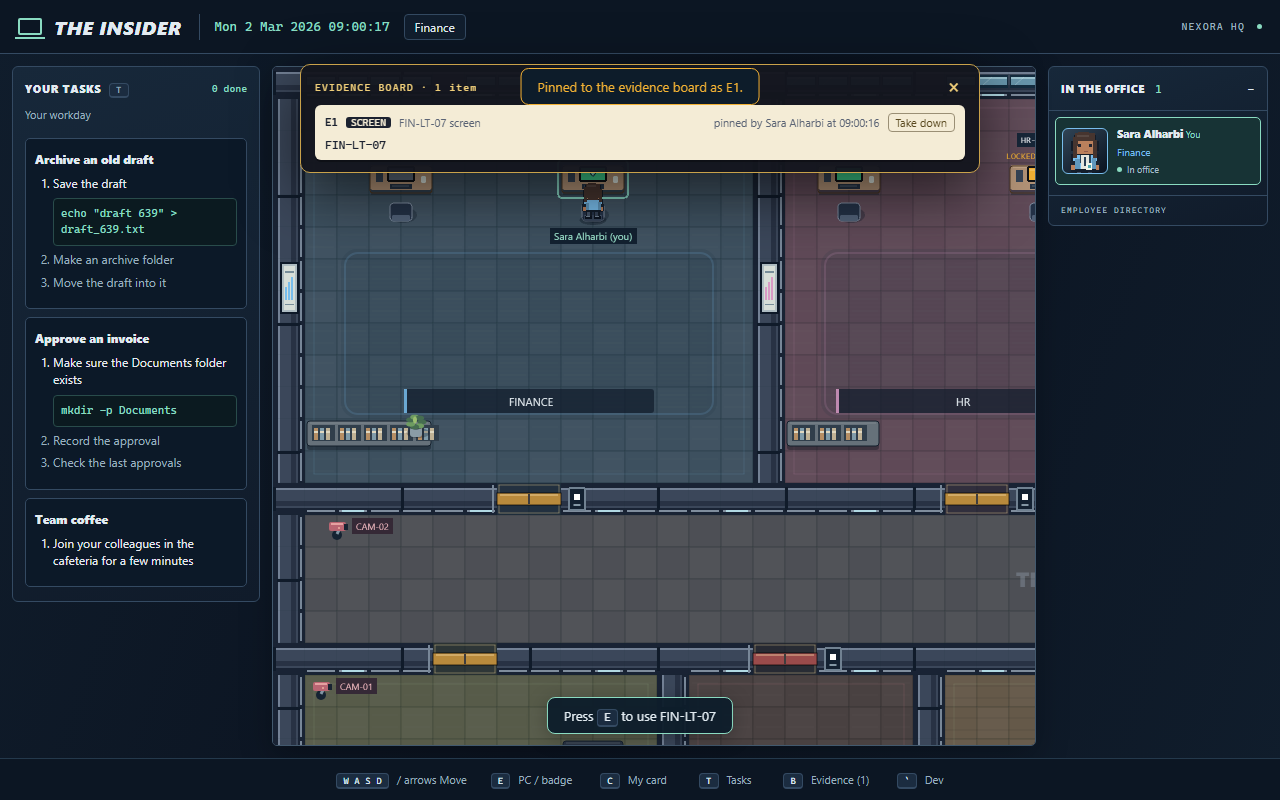 THE INSIDER
Mon 2 Mar 2026 09:00:17
Finance
NEXORA HQ
YOUR TASKS T
0 done
Your workday
Archive an old draft
1. Save the draft
echo "draft 639" >
draft_639.txt
2. Make an archive folder
3. Move the draft into it
Approve an invoice
1. Make sure the Documents folder
exists
mkdir -p Documents
2. Record the approval
3. Check the last approvals
Team coffee
1. Join your colleagues in the
cafeteria for a few minutes
EVIDENCE BOARD · 1 item
Pinned to the evidence board as E1.
×
E1 SCREEN FIN-LT-07 screen
pinned by Sara Alharbi at 09:00:16
Take down
FIN-LT-07
HR-
LOCKED
Sara Alharbi (you)
FINANCE
HR
CAM-02
CAM-01
Press E to use FIN-LT-07
IN THE OFFICE 1
–
Sara Alharbi You
Finance
In office
EMPLOYEE DIRECTORY
W A S D / arrows Move
E PC / badge
C My card
T Tasks
B Evidence (1)
` Dev